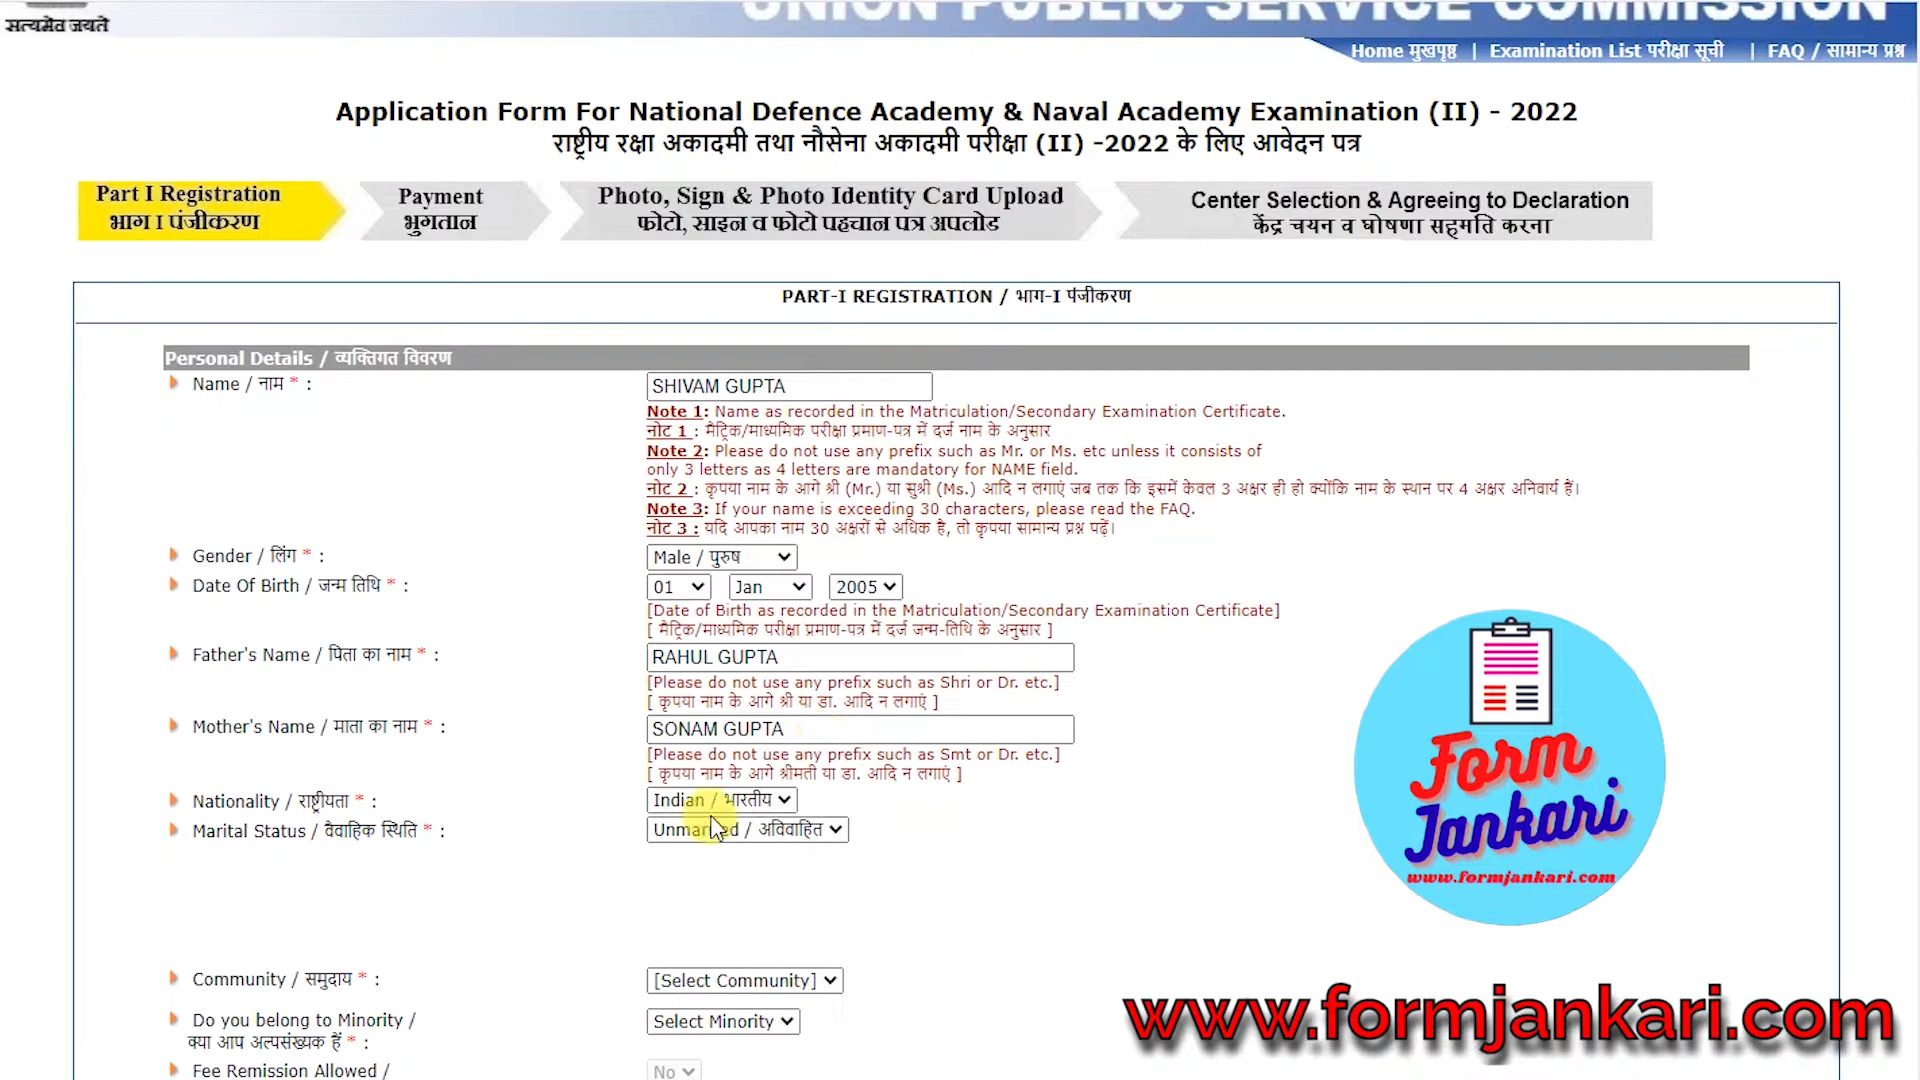 सत्यमेव जयते
UNION PUBLIC SERVICE COMMISSION
Home मुखपृष्ठ | Examination List परीक्षा सूची | FAQ / सामान्य प्रश्न
Application Form For National Defence Academy & Naval Academy Examination (II) - 2022
राष्ट्रीय रक्षा अकादमी तथा नौसेना अकादमी परीक्षा (II) -2022 के लिए आवेदन पत्र
Part I Registration
भाग I पंजीकरण
Payment
भुगतान
Photo, Sign & Photo Identity Card Upload
फोटो, साइन व फोटो पहचान पत्र अपलोड
Center Selection & Agreeing to Declaration
केंद्र चयन व घोषणा सहमति करना
PART-I REGISTRATION / भाग-I पंजीकरण
Personal Details / व्यक्तिगत विवरण
Name / नाम * : SHIVAM GUPTA
Note 1: Name as recorded in the Matriculation/Secondary Examination Certificate.
नोट 1 : मैट्रिक/माध्यमिक परीक्षा प्रमाण-पत्र में दर्ज नाम के अनुसार
Note 2: Please do not use any prefix such as Mr. or Ms. etc unless it consists of
only 3 letters as 4 letters are mandatory for NAME field.
नोट 2 : कृपया नाम के आगे श्री (Mr.) या सुश्री (Ms.) आदि न लगाएं जब तक कि इसमें केवल 3 अक्षर ही हो क्योंकि नाम के स्थान पर 4 अक्षर अनिवार्य हैं।
Note 3: If your name is exceeding 30 characters, please read the FAQ.
नोट 3 : यदि आपका नाम 30 अक्षरों से अधिक है, तो कृपया सामान्य प्रश्न पढ़ें।
Gender / लिंग * : Male / पुरुष
Date Of Birth / जन्म तिथि * : 01 Jan 2005
[Date of Birth as recorded in the Matriculation/Secondary Examination Certificate]
[ मैट्रिक/माध्यमिक परीक्षा प्रमाण-पत्र में दर्ज जन्म-तिथि के अनुसार ]
Father's Name / पिता का नाम * : RAHUL GUPTA
[Please do not use any prefix such as Shri or Dr. etc.]
[ कृपया नाम के आगे श्री या डा. आदि न लगाएं ]
Mother's Name / माता का नाम * : SONAM GUPTA
[Please do not use any prefix such as Smt or Dr. etc.]
[ कृपया नाम के आगे श्रीमती या डा. आदि न लगाएं ]
Nationality / राष्ट्रीयता * : Indian / भारतीय
Marital Status / वैवाहिक स्थिति * : Unmarried / अविवाहित
Form
Jankari
www.formjankari.com
Community / समुदाय * : [Select Community]
Do you belong to Minority / Select Minority
क्या आप अल्पसंख्यक हैं * :
www.formjankari.com
Fee Remission Allowed / No